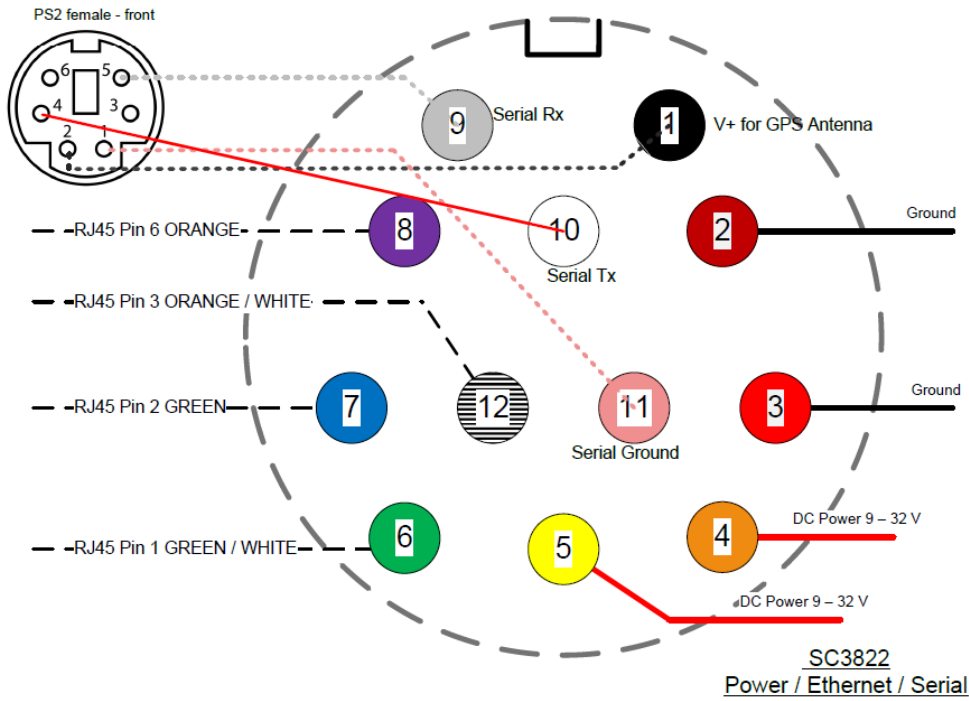 PS2 female - front
6 5
4 3
2 1
9 Serial Rx
1 V+ for GPS Antenna
RJ45 Pin 6 ORANGE
8
10
2
Ground
Serial Tx
RJ45 Pin 3 ORANGE / WHITE
RJ45 Pin 2 GREEN
7
12
11
3
Ground
Serial Ground
RJ45 Pin 1 GREEN / WHITE
6
5
4
DC Power 9 – 32 V
DC Power 9 – 32 V
SC3822
Power / Ethernet / Serial